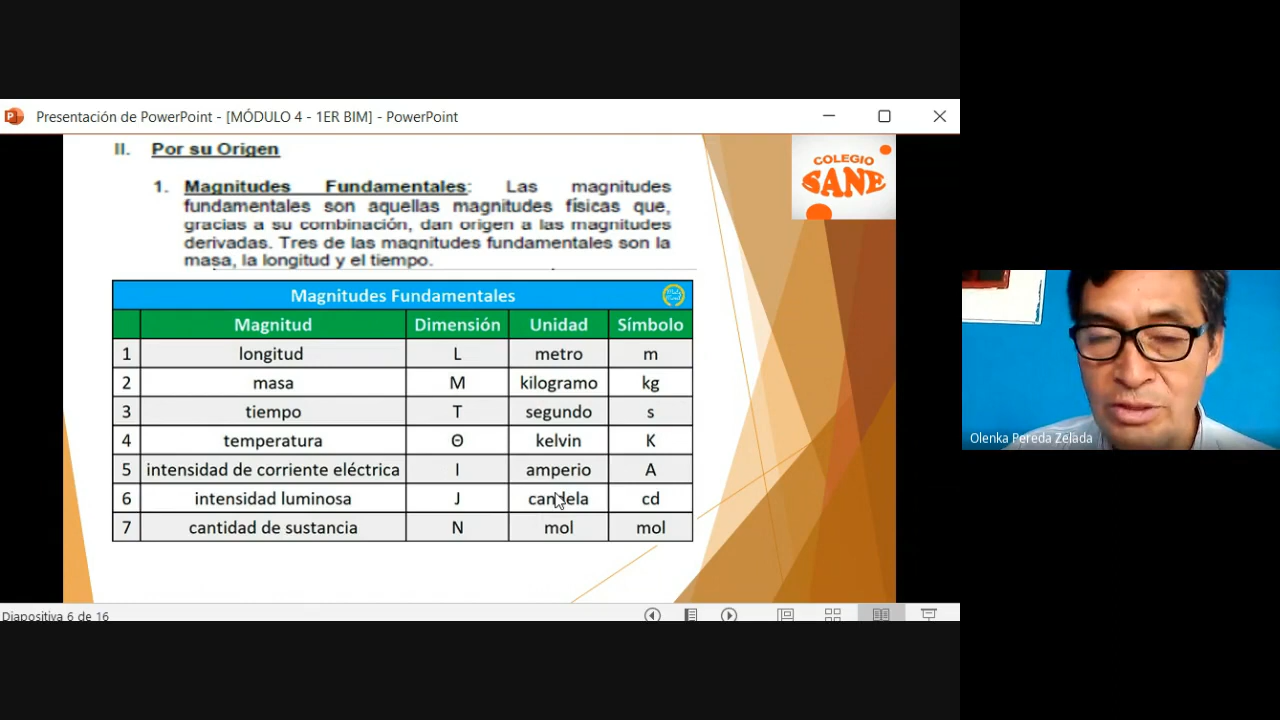 Presentación de PowerPoint - [MÓDULO 4 - 1ER BIM] - PowerPoint
II. Por su Origen
COLEGIO
SANE
1. Magnitudes Fundamentales: Las magnitudes
fundamentales son aquellas magnitudes físicas que,
gracias a su combinación, dan origen a las magnitudes
derivadas. Tres de las magnitudes fundamentales son la
masa, la longitud y el tiempo.
Magnitudes Fundamentales
Magnitud Dimensión Unidad Símbolo
1 longitud L metro m
2 masa M kilogramo kg
3 tiempo T segundo s
4 temperatura Θ kelvin K
5 intensidad de corriente eléctrica I amperio A
6 intensidad luminosa J candela cd
7 cantidad de sustancia N mol mol
Olenka Pereda Zelada
Diapositiva 6 de 16